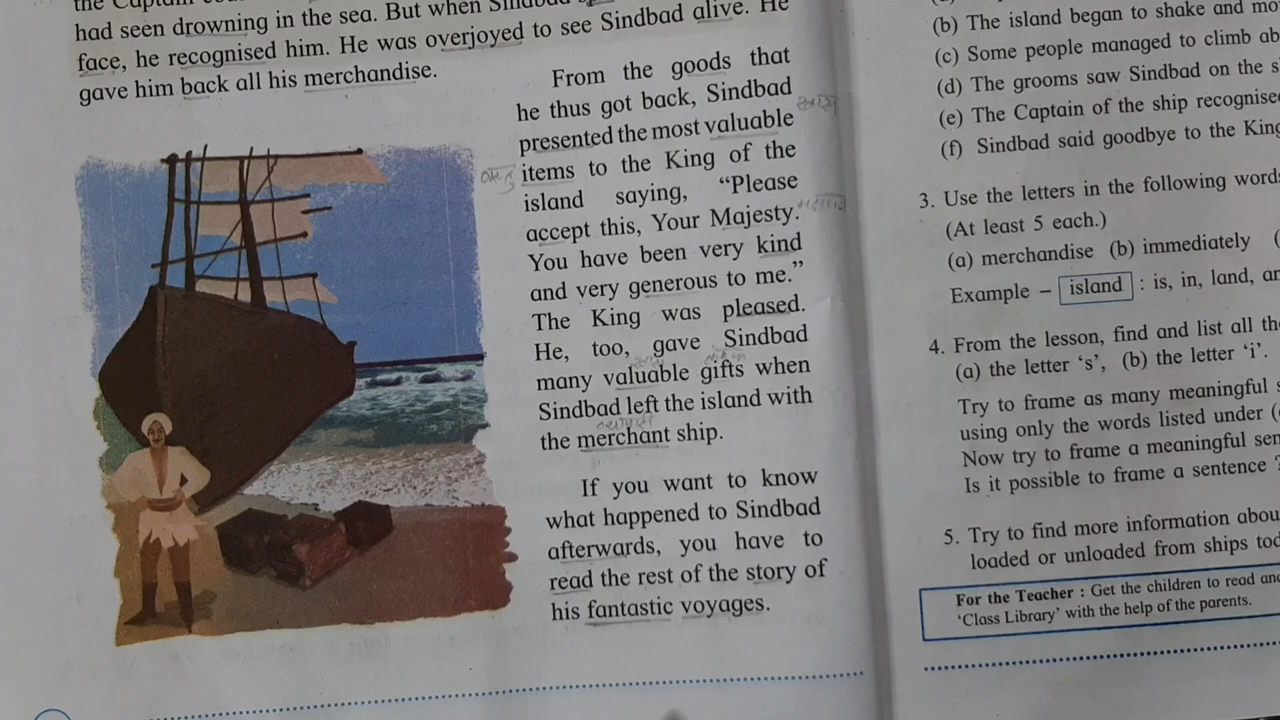 had seen drowning in the sea. But when Sindbad
face, he recognised him. He was overjoyed to see Sindbad alive. He
gave him back all his merchandise.
From the goods that
he thus got back, Sindbad
presented the most valuable
items to the King of the
island saying, “Please
accept this, Your Majesty.
You have been very kind
and very generous to me.”
The King was pleased.
He, too, gave Sindbad
many valuable gifts when
Sindbad left the island with
the merchant ship.
If you want to know
what happened to Sindbad
afterwards, you have to
read the rest of the story of
his fantastic voyages.
(b) The island began to shake and mo
(c) Some people managed to climb ab
(d) The grooms saw Sindbad on the s
(e) The Captain of the ship recognise
(f) Sindbad said goodbye to the King
3. Use the letters in the following word
(At least 5 each.)
(a) merchandise (b) immediately (
Example – island : is, in, land, an
4. From the lesson, find and list all th
(a) the letter ‘s’, (b) the letter ‘i’.
Try to frame as many meaningful s
using only the words listed under (
Now try to frame a meaningful sen
Is it possible to frame a sentence ?
5. Try to find more information abou
loaded or unloaded from ships tod
For the Teacher : Get the children to read and
‘Class Library’ with the help of the parents.